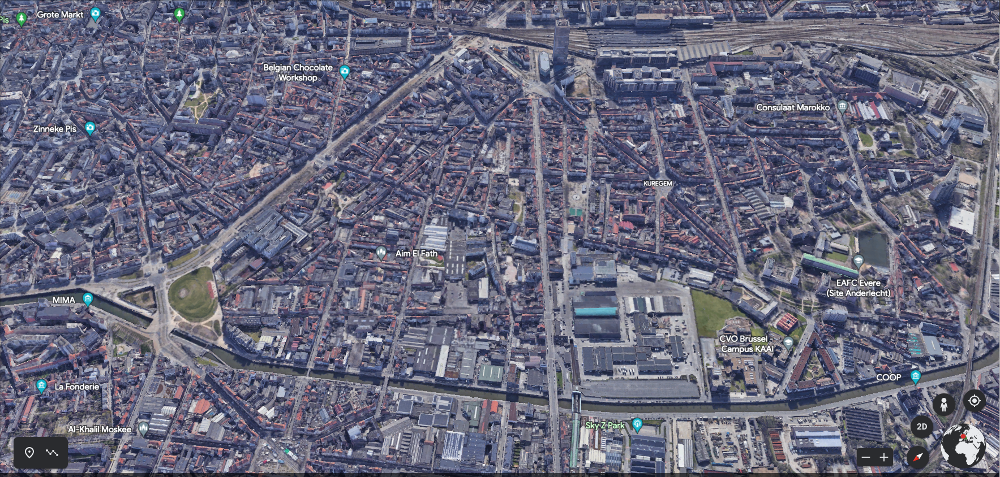 Pis
Grote Markt
Belgian Chocolate
Workshop
Zinneke Pis
Consulaat Marokko
KUREGEM
Aim El Fath
EAFC Evere
(Site Anderlecht)
MIMA
CVO Brussel -
Campus KAAI
COOP
La Fonderie
Sky Z Park
Al-Khalil Moskee
2D